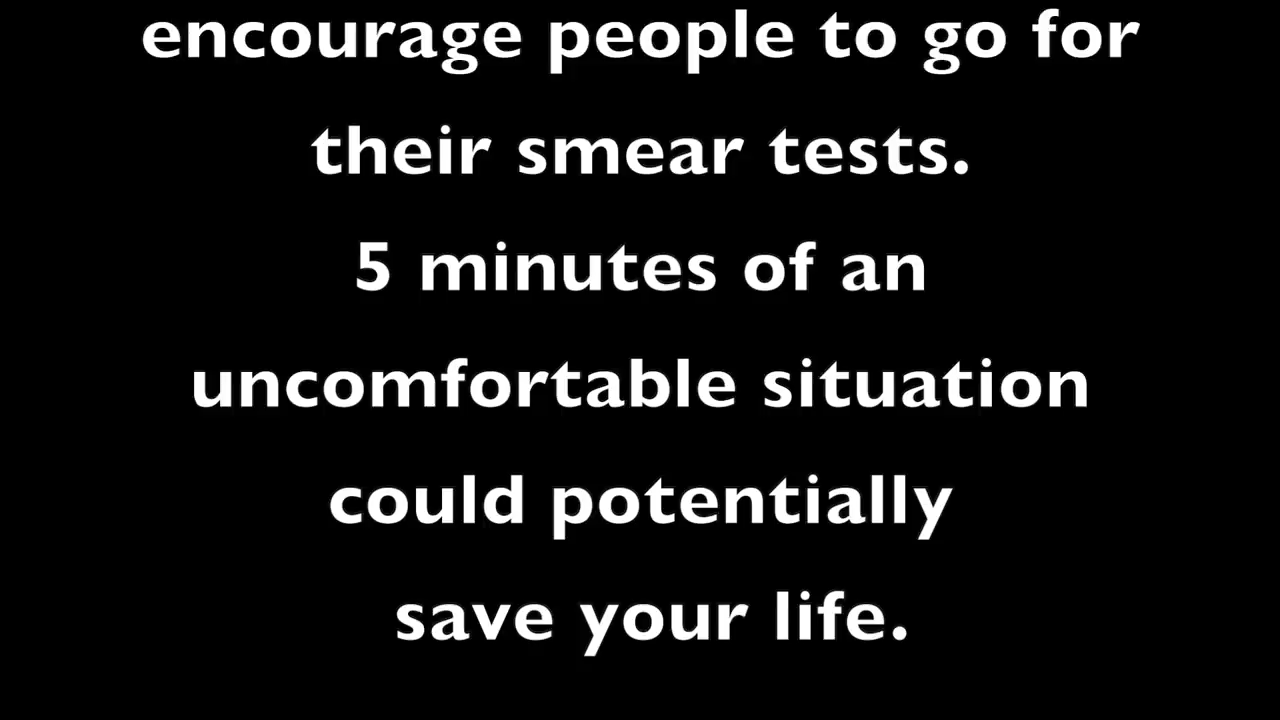 encourage people to go for
their smear tests.
5 minutes of an
uncomfortable situation
could potentially
save your life.